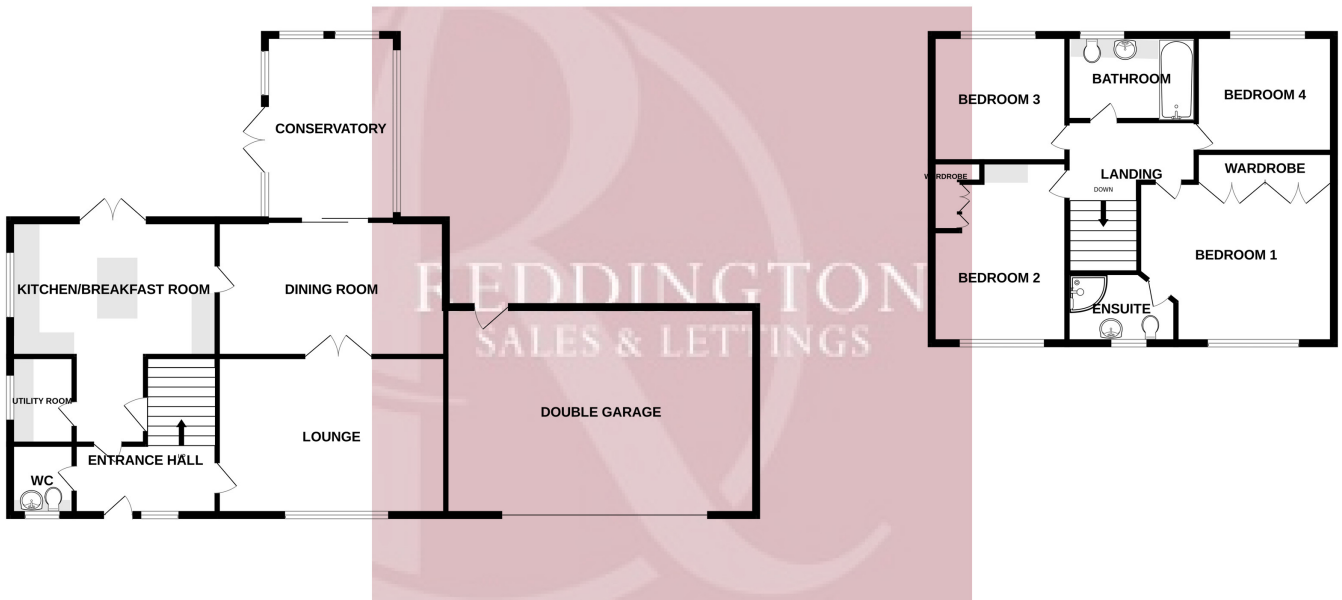 CONSERVATORY
KITCHEN/BREAKFAST ROOM
DINING ROOM
UTILITY ROOM
LOUNGE
DOUBLE GARAGE
ENTRANCE HALL
WC
REDDINGTON
SALES & LETTINGS
BEDROOM 3
BATHROOM
BEDROOM 4
LANDING
DOWN
WARDROBE
WARDROBE
BEDROOM 2
BEDROOM 1
ENSUITE